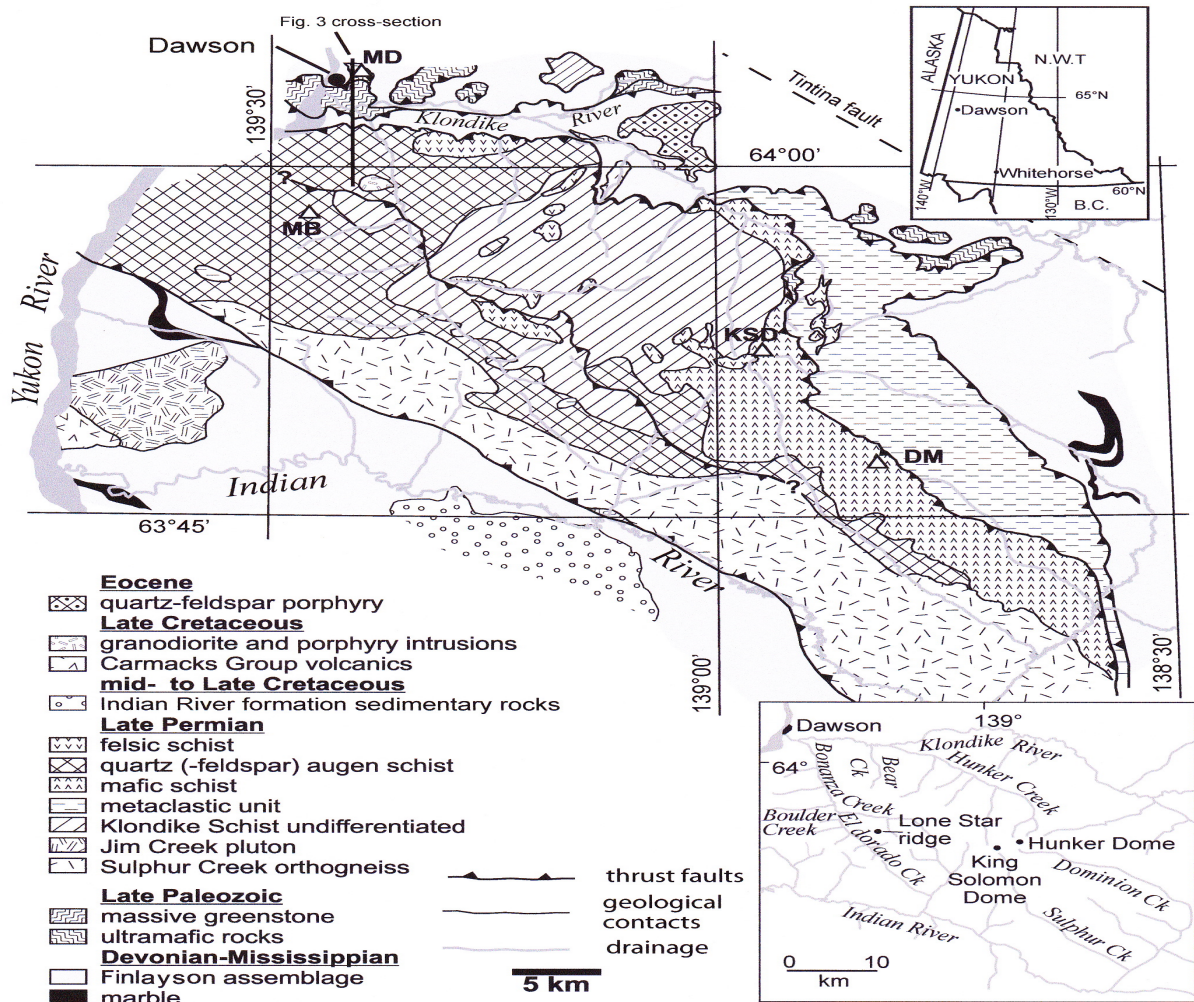 Fig. 3 cross-section
Dawson
MD
139°30'
Klondike
River
Tintina fault
64°00'
?
MB
KSD
DM
?
Yukon River
Indian
River
63°45'
139°00'
138°30'
ALASKA
N.W.T
YUKON
65°N
Dawson
Whitehorse
60°N
140°W
130°W
B.C.
Eocene
quartz-feldspar porphyry
Late Cretaceous
granodiorite and porphyry intrusions
Carmacks Group volcanics
mid- to Late Cretaceous
Indian River formation sedimentary rocks
Late Permian
felsic schist
quartz (-feldspar) augen schist
mafic schist
metaclastic unit
Klondike Schist undifferentiated
Jim Creek pluton
Sulphur Creek orthogneiss
Late Paleozoic
massive greenstone
ultramafic rocks
Devonian-Mississippian
Finlayson assemblage
marble
thrust faults
geological
contacts
drainage
5 km
Dawson
139°
64°
Klondike River
Hunker Creek
Bear
Ck
Bonanza Creek
Boulder
Creek
Eldorado Ck
Lone Star
ridge
Hunker Dome
King
Solomon
Dome
Dominion Ck
Sulphur Ck
Indian River
0 10
km